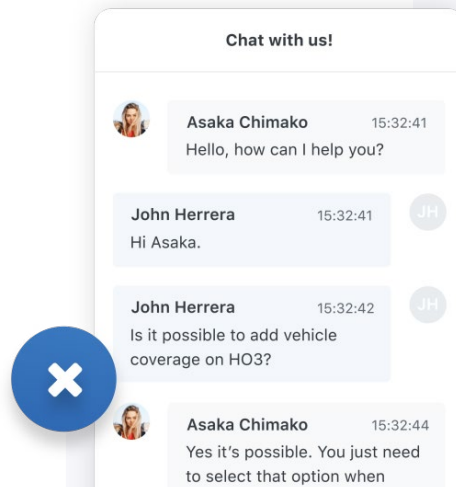 Chat with us!
Asaka Chimako 15:32:41
Hello, how can I help you?
John Herrera 15:32:41
JH
Hi Asaka.
John Herrera 15:32:42
JH
Is it possible to add vehicle
coverage on HO3?
Asaka Chimako 15:32:44
Yes it's possible. You just need
to select that option when